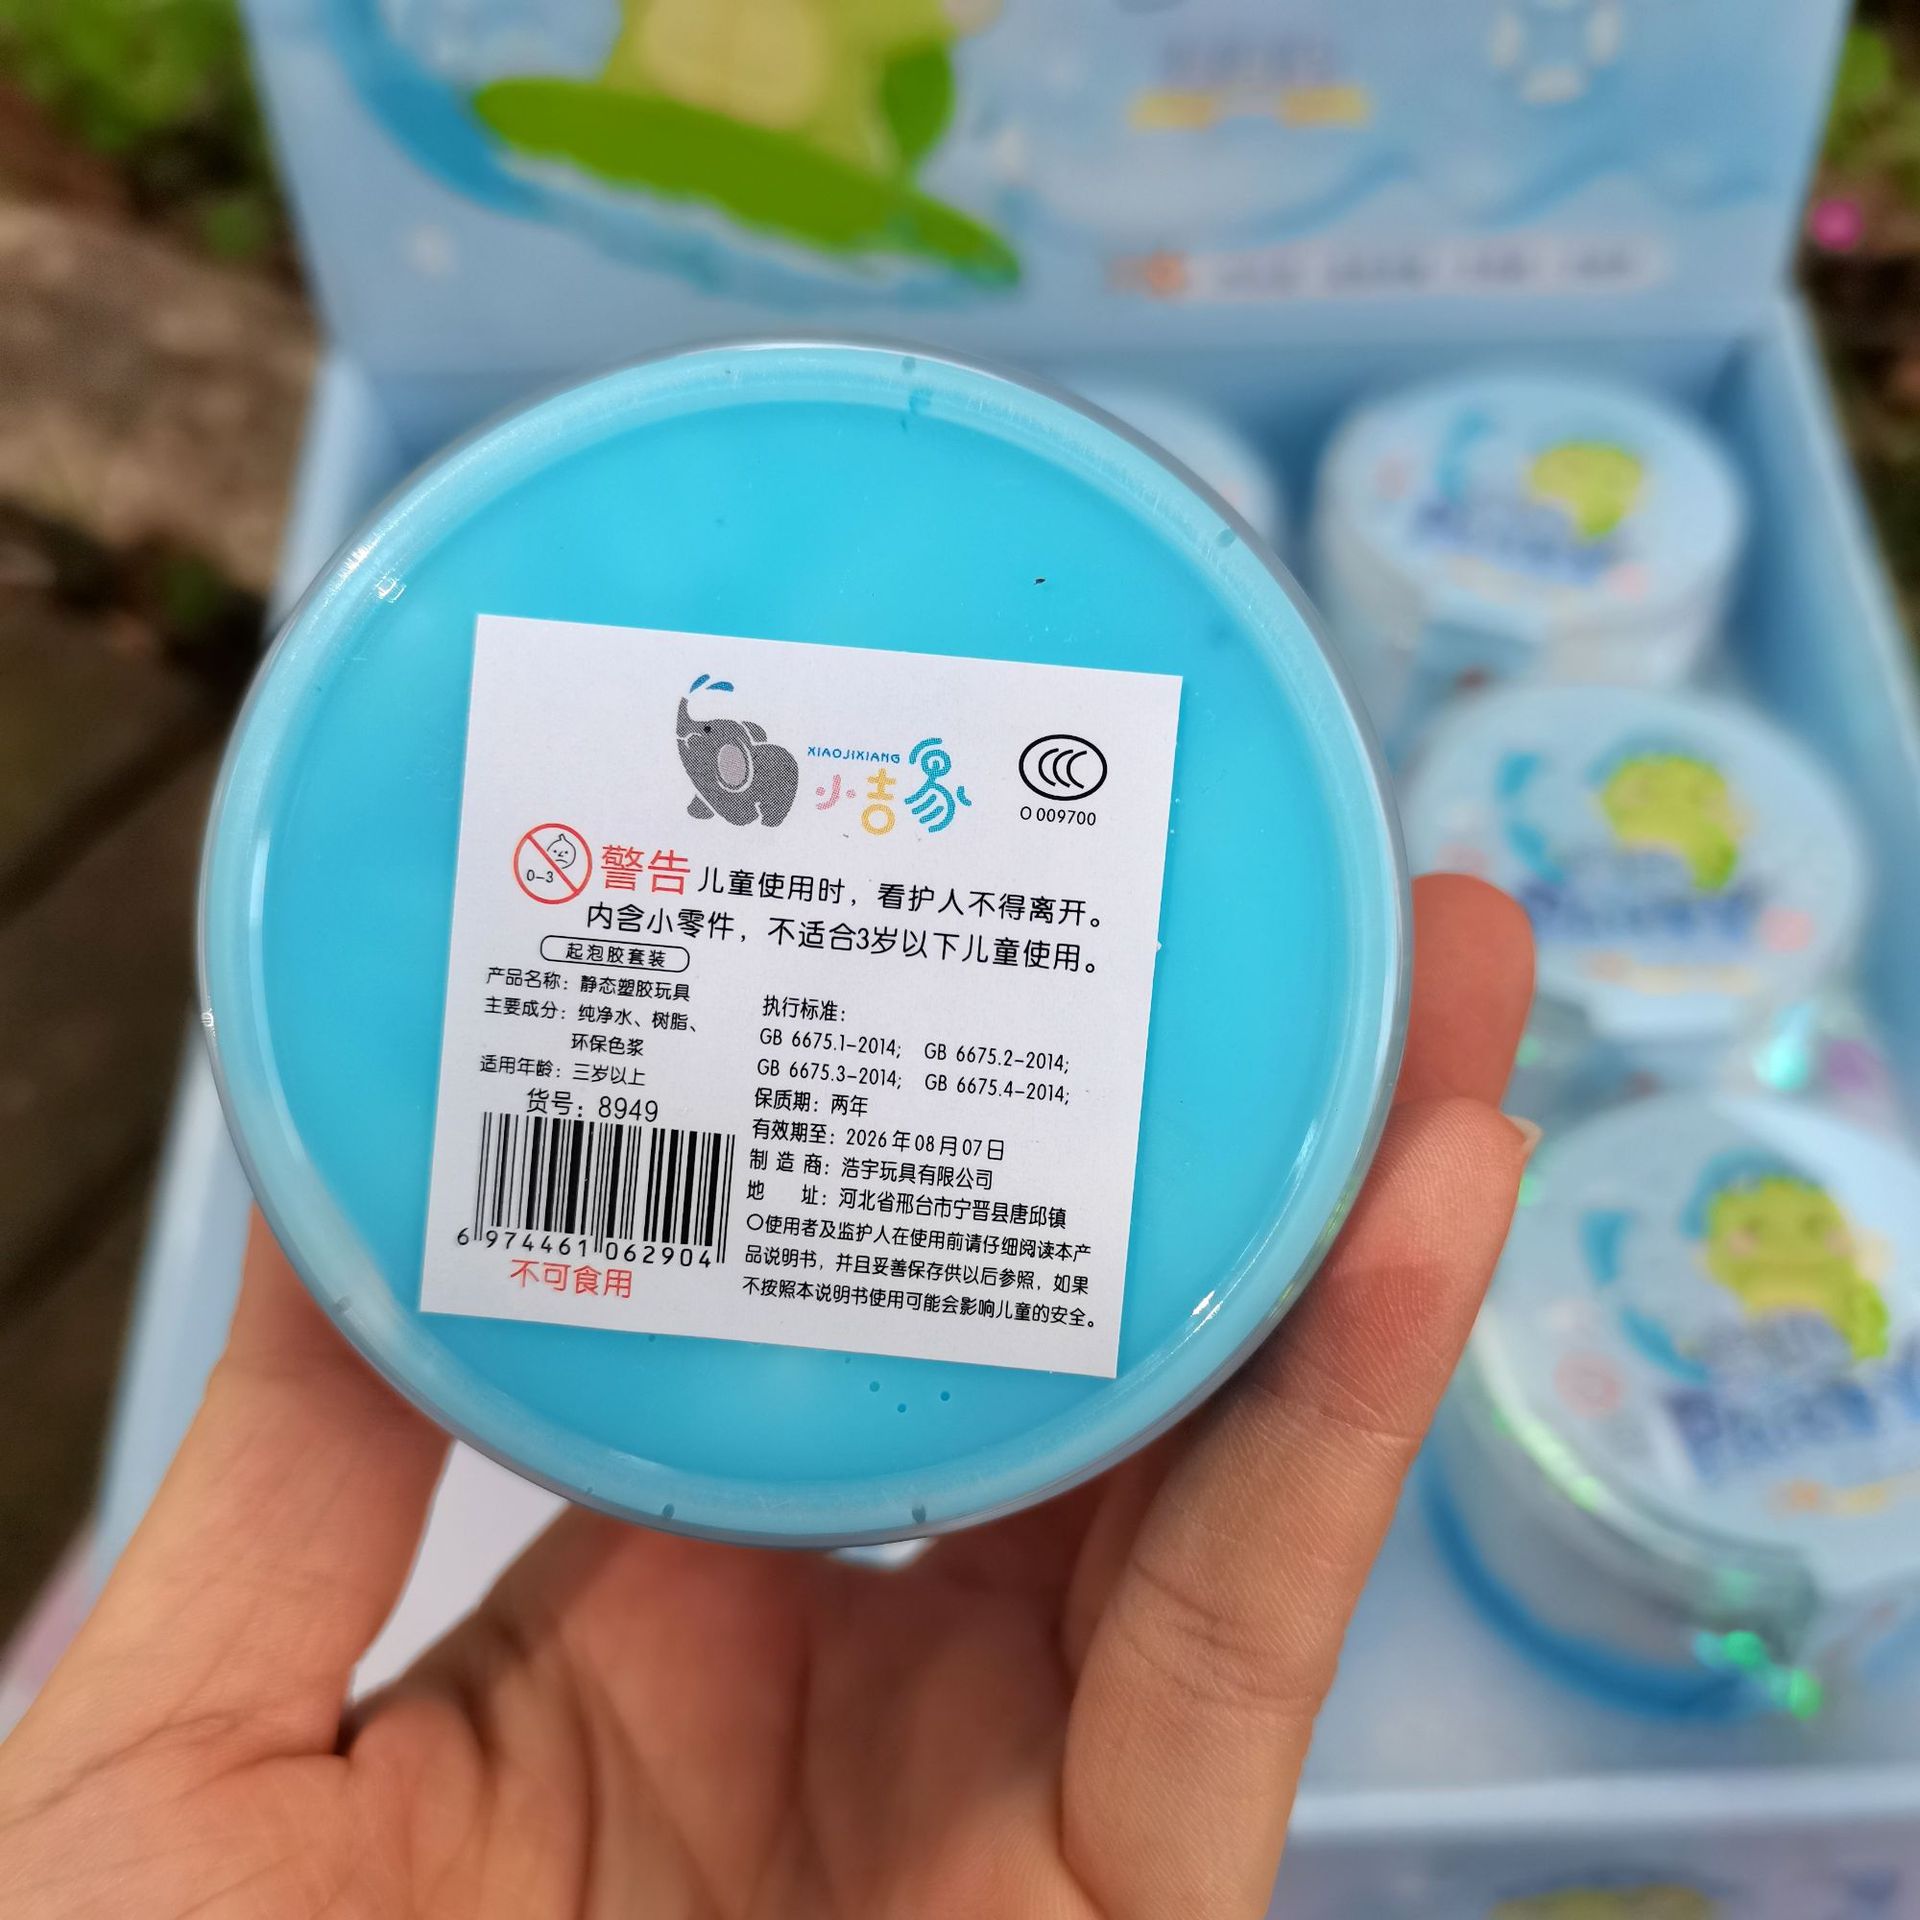 XIAOJIXIANG
小吉象
CCC
O 009700
0-3
警告 儿童使用时，看护人不得离开。
内含小零件，不适合3岁以下儿童使用。
起泡胶套装
产品名称：静态塑胶玩具
主要成分：纯净水、树脂、
环保色浆
适用年龄：三岁以上
货号：8949
6 974461 062904
不可食用
执行标准：
GB 6675.1-2014; GB 6675.2-2014;
GB 6675.3-2014; GB 6675.4-2014;
保质期：两年
有效期至：2026年08月07日
制造商：浩宇玩具有限公司
地址：河北省邢台市宁晋县唐邱镇
〇使用者及监护人在使用前请仔细阅读本产
品说明书，并且妥善保存供以后参照，如果
不按照本说明书使用可能会影响儿童的安全。